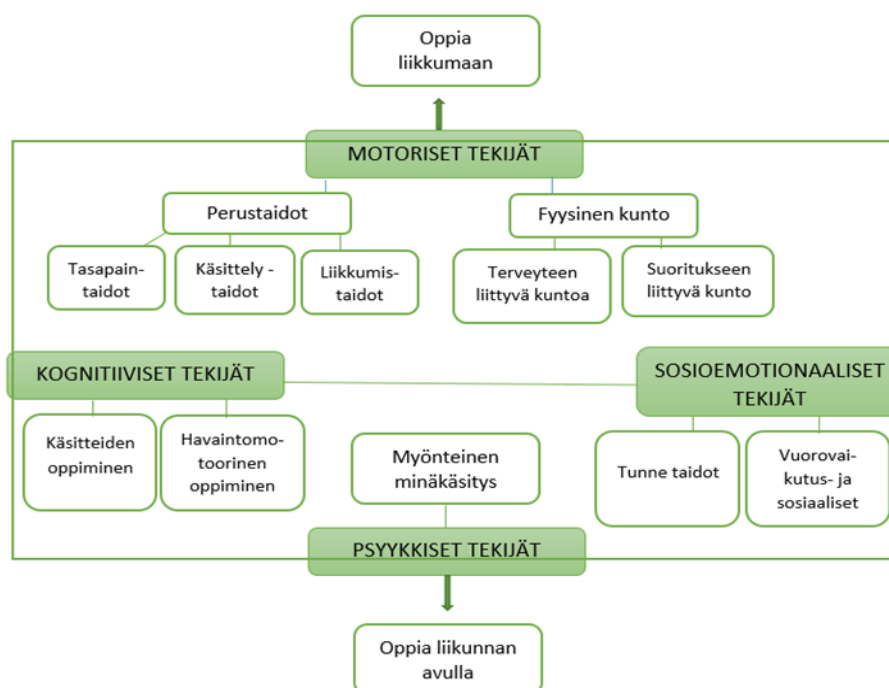 Oppia
liikkumaan
MOTORISET TEKIJÄT
Perustaidot
Fyysinen kunto
Tasapain-
taidot
Käsittely -
taidot
Liikkumis-
taidot
Terveyteen
liittyvä kuntoa
Suoritukseen
liittyvä kunto
KOGNITIIVISET TEKIJÄT
SOSIOEMOTIONAALISET
TEKIJÄT
Käsitteiden
oppiminen
Havaintomo-
toorinen
oppiminen
Myönteinen
minäkäsitys
Tunne taidot
Vuorovai-
kutus- ja
sosiaaliset
PSYYKKISET TEKIJÄT
Oppia liikunnan
avulla